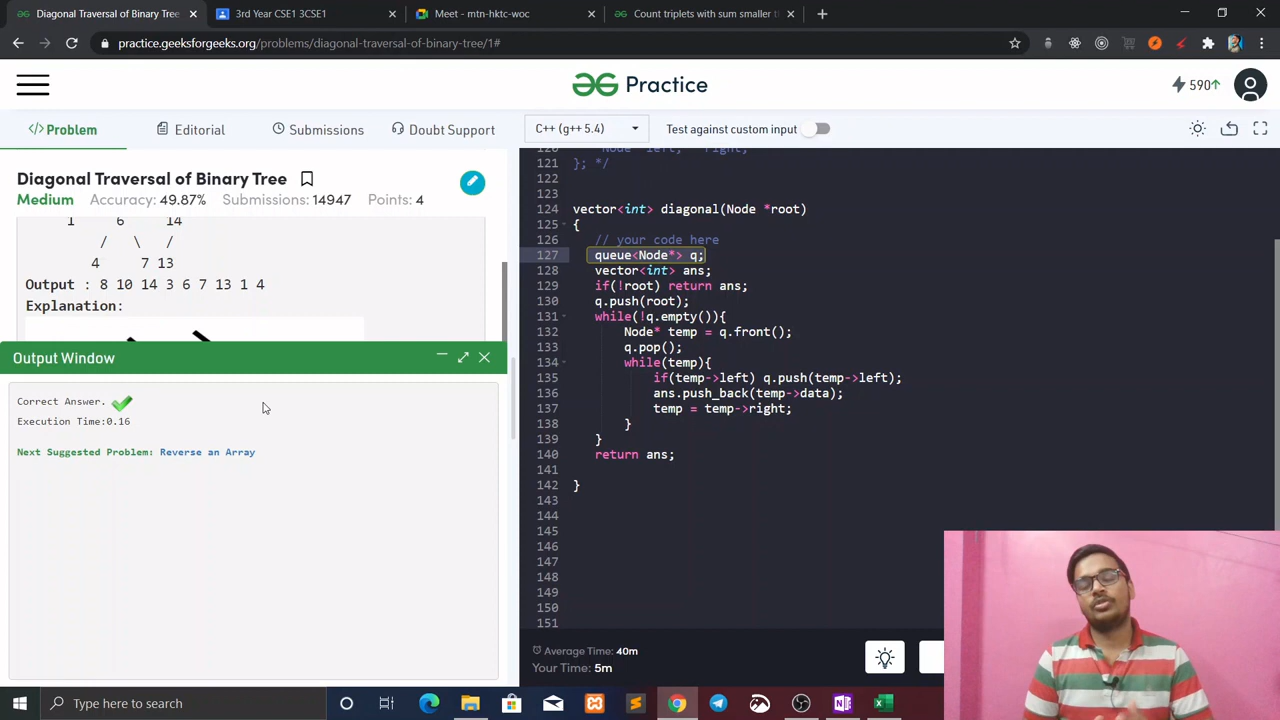 Diagonal Traversal of Binary Tree
3rd Year CSE1 3CSE1
Meet - mtn-hktc-woc
Count triplets with sum smaller t
practice.geeksforgeeks.org/problems/diagonal-traversal-of-binary-tree/1#
Practice
590↑
</>Problem
Editorial
Submissions
Doubt Support
C++ (g++ 5.4)
Test against custom input
Diagonal Traversal of Binary Tree
Medium Accuracy: 49.87% Submissions: 14947 Points: 4
1 6 14
/ \ /
4 7 13
Output : 8 10 14 3 6 7 13 1 4
Explanation:
Output Window
Correct Answer.
Execution Time:0.16
Next Suggested Problem: Reverse an Array
120 Node* left, * right;
121 }; */
122
123
124 vector<int> diagonal(Node *root)
125 {
126 // your code here
127 queue<Node*> q;
128 vector<int> ans;
129 if(!root) return ans;
130 q.push(root);
131 while(!q.empty()){
132 Node* temp = q.front();
133 q.pop();
134 while(temp){
135 if(temp->left) q.push(temp->left);
136 ans.push_back(temp->data);
137 temp = temp->right;
138 }
139 }
140 return ans;
141
142 }
143
144
145
146
147
148
149
150
151
Average Time: 40m
Your Time: 5m
Type here to search